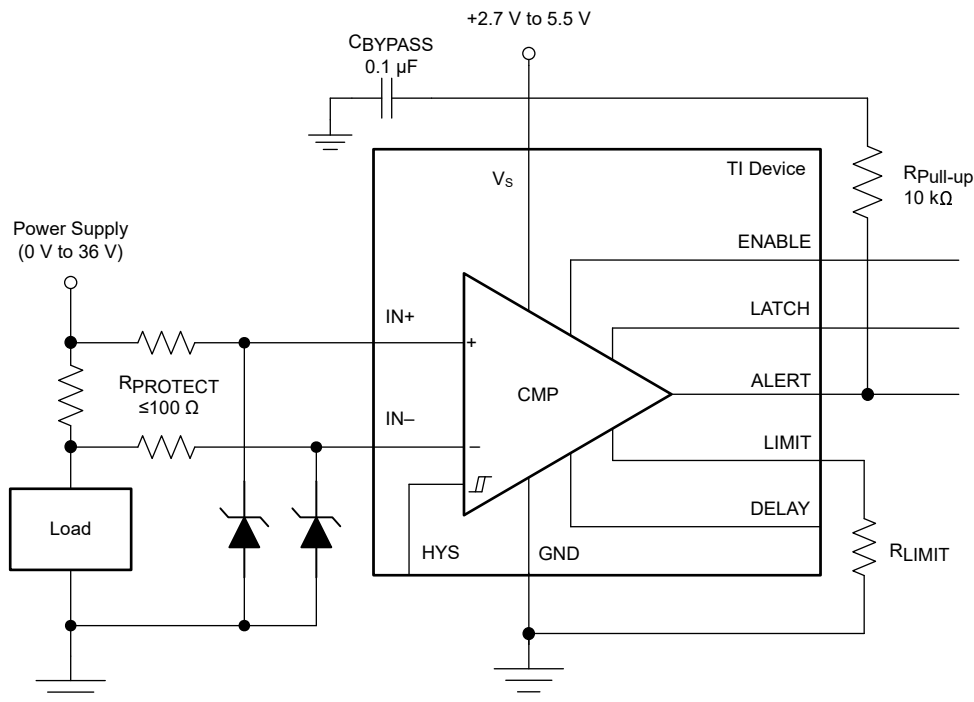 +2.7 V to 5.5 V
CBYPASS
0.1 µF
TI Device
VS
RPull-up
10 kΩ
Power Supply
(0 V to 36 V)
ENABLE
LATCH
IN+
+
RPROTECT
≤100 Ω
CMP
ALERT
IN–
–
LIMIT
Load
DELAY
HYS
GND
RLIMIT